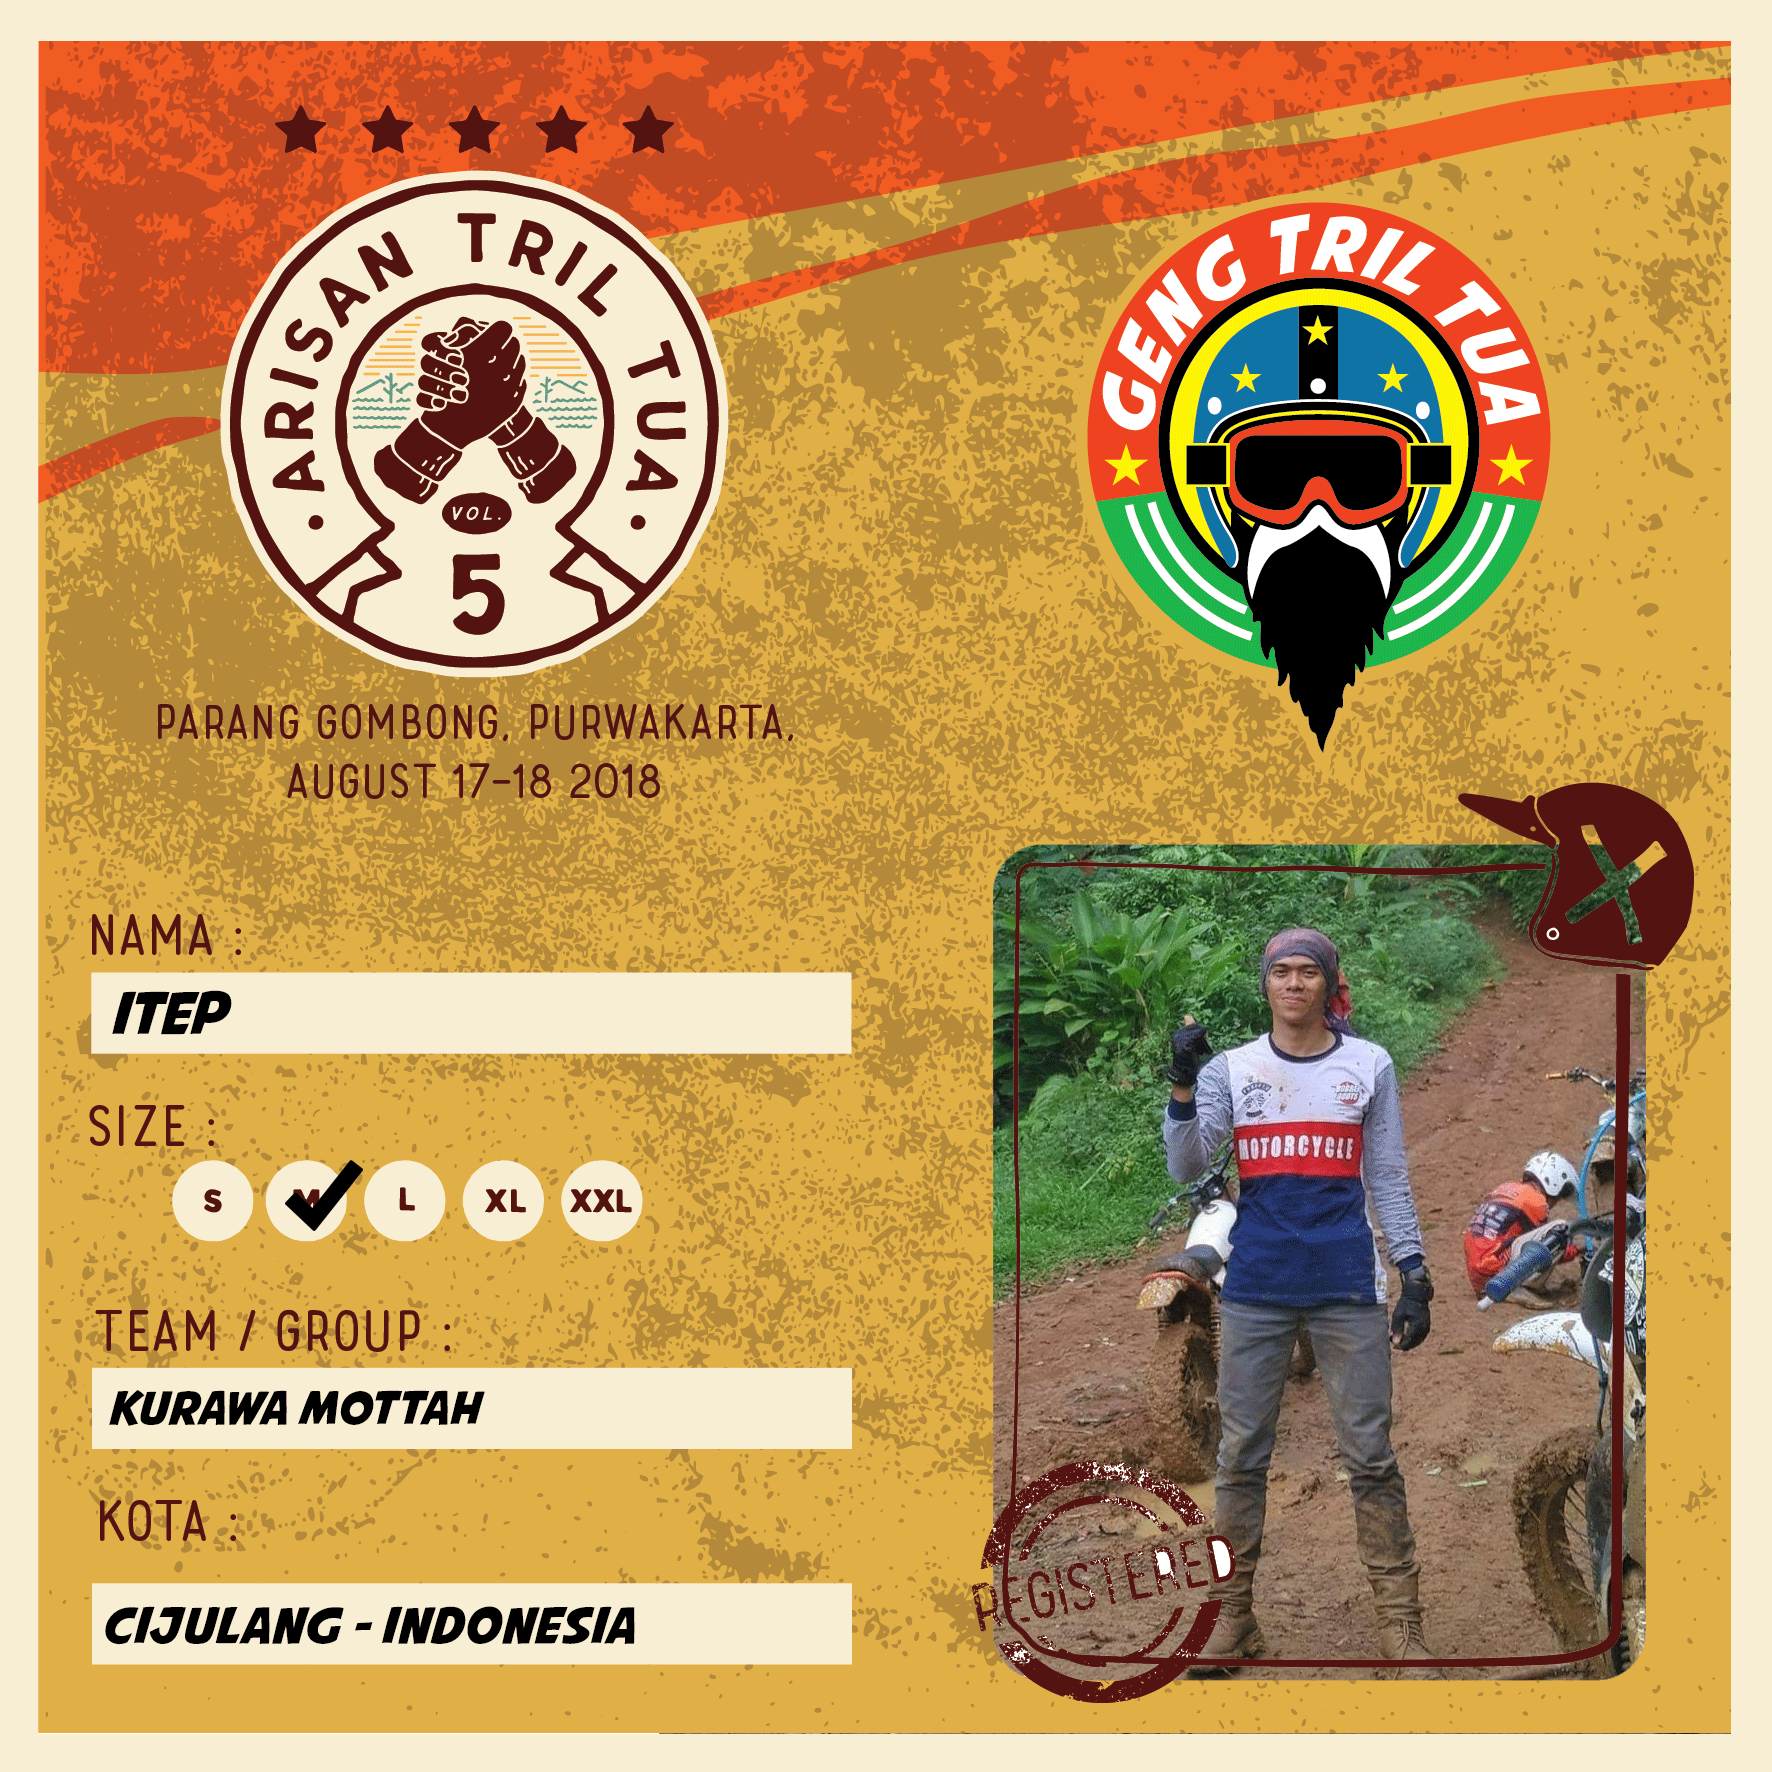 ARISAN TRIL TUA
VOL.
5
PARANG GOMBONG, PURWAKARTA,
AUGUST 17-18 2018
GENG TRIL TUA
NAMA :
ITEP
SIZE :
S M L XL XXL
TEAM / GROUP :
KURAWA MOTTAH
KOTA :
CIJULANG - INDONESIA
MOTORCYCLE
REGISTERED